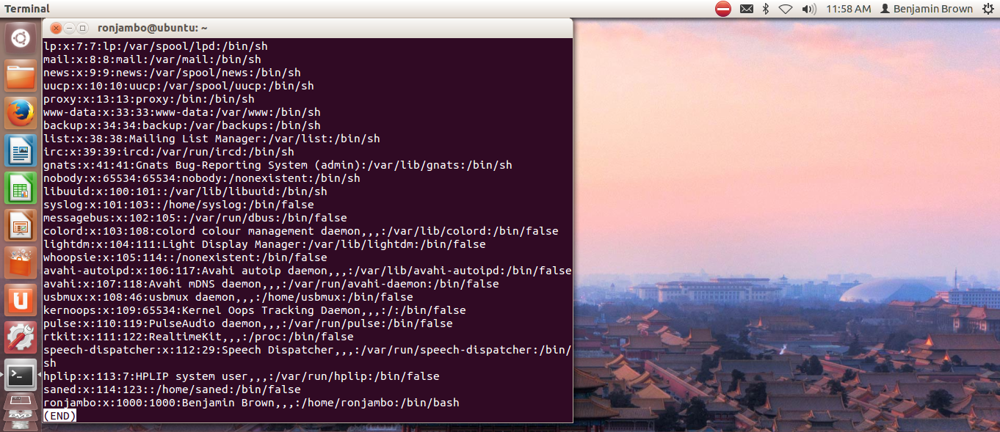 Terminal
11:58 AM
Benjamin Brown
ronjambo@ubuntu: ~
lp:x:7:7:lp:/var/spool/lpd:/bin/sh
mail:x:8:8:mail:/var/mail:/bin/sh
news:x:9:9:news:/var/spool/news:/bin/sh
uucp:x:10:10:uucp:/var/spool/uucp:/bin/sh
proxy:x:13:13:proxy:/bin:/bin/sh
www-data:x:33:33:www-data:/var/www:/bin/sh
backup:x:34:34:backup:/var/backups:/bin/sh
list:x:38:38:Mailing List Manager:/var/list:/bin/sh
irc:x:39:39:ircd:/var/run/ircd:/bin/sh
gnats:x:41:41:Gnats Bug-Reporting System (admin):/var/lib/gnats:/bin/sh
nobody:x:65534:65534:nobody:/nonexistent:/bin/sh
libuuid:x:100:101::/var/lib/libuuid:/bin/sh
syslog:x:101:103::/home/syslog:/bin/false
messagebus:x:102:105::/var/run/dbus:/bin/false
colord:x:103:108:colord colour management daemon,,,:/var/lib/colord:/bin/false
lightdm:x:104:111:Light Display Manager:/var/lib/lightdm:/bin/false
whoopsie:x:105:114::/nonexistent:/bin/false
avahi-autoipd:x:106:117:Avahi autoip daemon,,,:/var/lib/avahi-autoipd:/bin/false
avahi:x:107:118:Avahi mDNS daemon,,,:/var/run/avahi-daemon:/bin/false
usbmux:x:108:46:usbmux daemon,,,:/home/usbmux:/bin/false
kernoops:x:109:65534:Kernel Oops Tracking Daemon,,,:/:/bin/false
pulse:x:110:119:PulseAudio daemon,,,:/var/run/pulse:/bin/false
rtkit:x:111:122:RealtimeKit,,,:/proc:/bin/false
speech-dispatcher:x:112:29:Speech Dispatcher,,,:/var/run/speech-dispatcher:/bin/
sh
hplip:x:113:7:HPLIP system user,,,:/var/run/hplip:/bin/false
saned:x:114:123::/home/saned:/bin/false
ronjambo:x:1000:1000:Benjamin Brown,,,:/home/ronjambo:/bin/bash
(END)
DVD